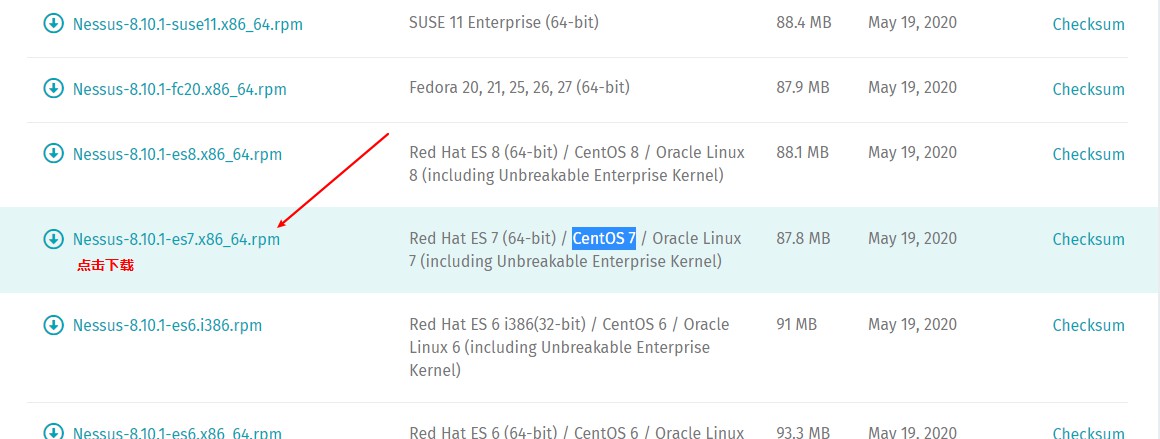 Nessus-8.10.1-suse11.x86_64.rpm SUSE 11 Enterprise (64-bit) 88.4 MB May 19, 2020 Checksum
Nessus-8.10.1-fc20.x86_64.rpm Fedora 20, 21, 25, 26, 27 (64-bit) 87.9 MB May 19, 2020 Checksum
Nessus-8.10.1-es8.x86_64.rpm Red Hat ES 8 (64-bit) / CentOS 8 / Oracle Linux 88.1 MB May 19, 2020 Checksum
8 (including Unbreakable Enterprise Kernel)
Nessus-8.10.1-es7.x86_64.rpm Red Hat ES 7 (64-bit) / CentOS 7 / Oracle Linux 87.8 MB May 19, 2020 Checksum
点击下载 7 (including Unbreakable Enterprise Kernel)
Nessus-8.10.1-es6.i386.rpm Red Hat ES 6 i386(32-bit) / CentOS 6 / Oracle 91 MB May 19, 2020 Checksum
Linux 6 (including Unbreakable Enterprise
Kernel)
Nessus-8.10.1-es6.x86_64.rpm Red Hat ES 6 (64-bit) / CentOS 6 / Oracle Linux 93.3 MB May 19, 2020 Checksum